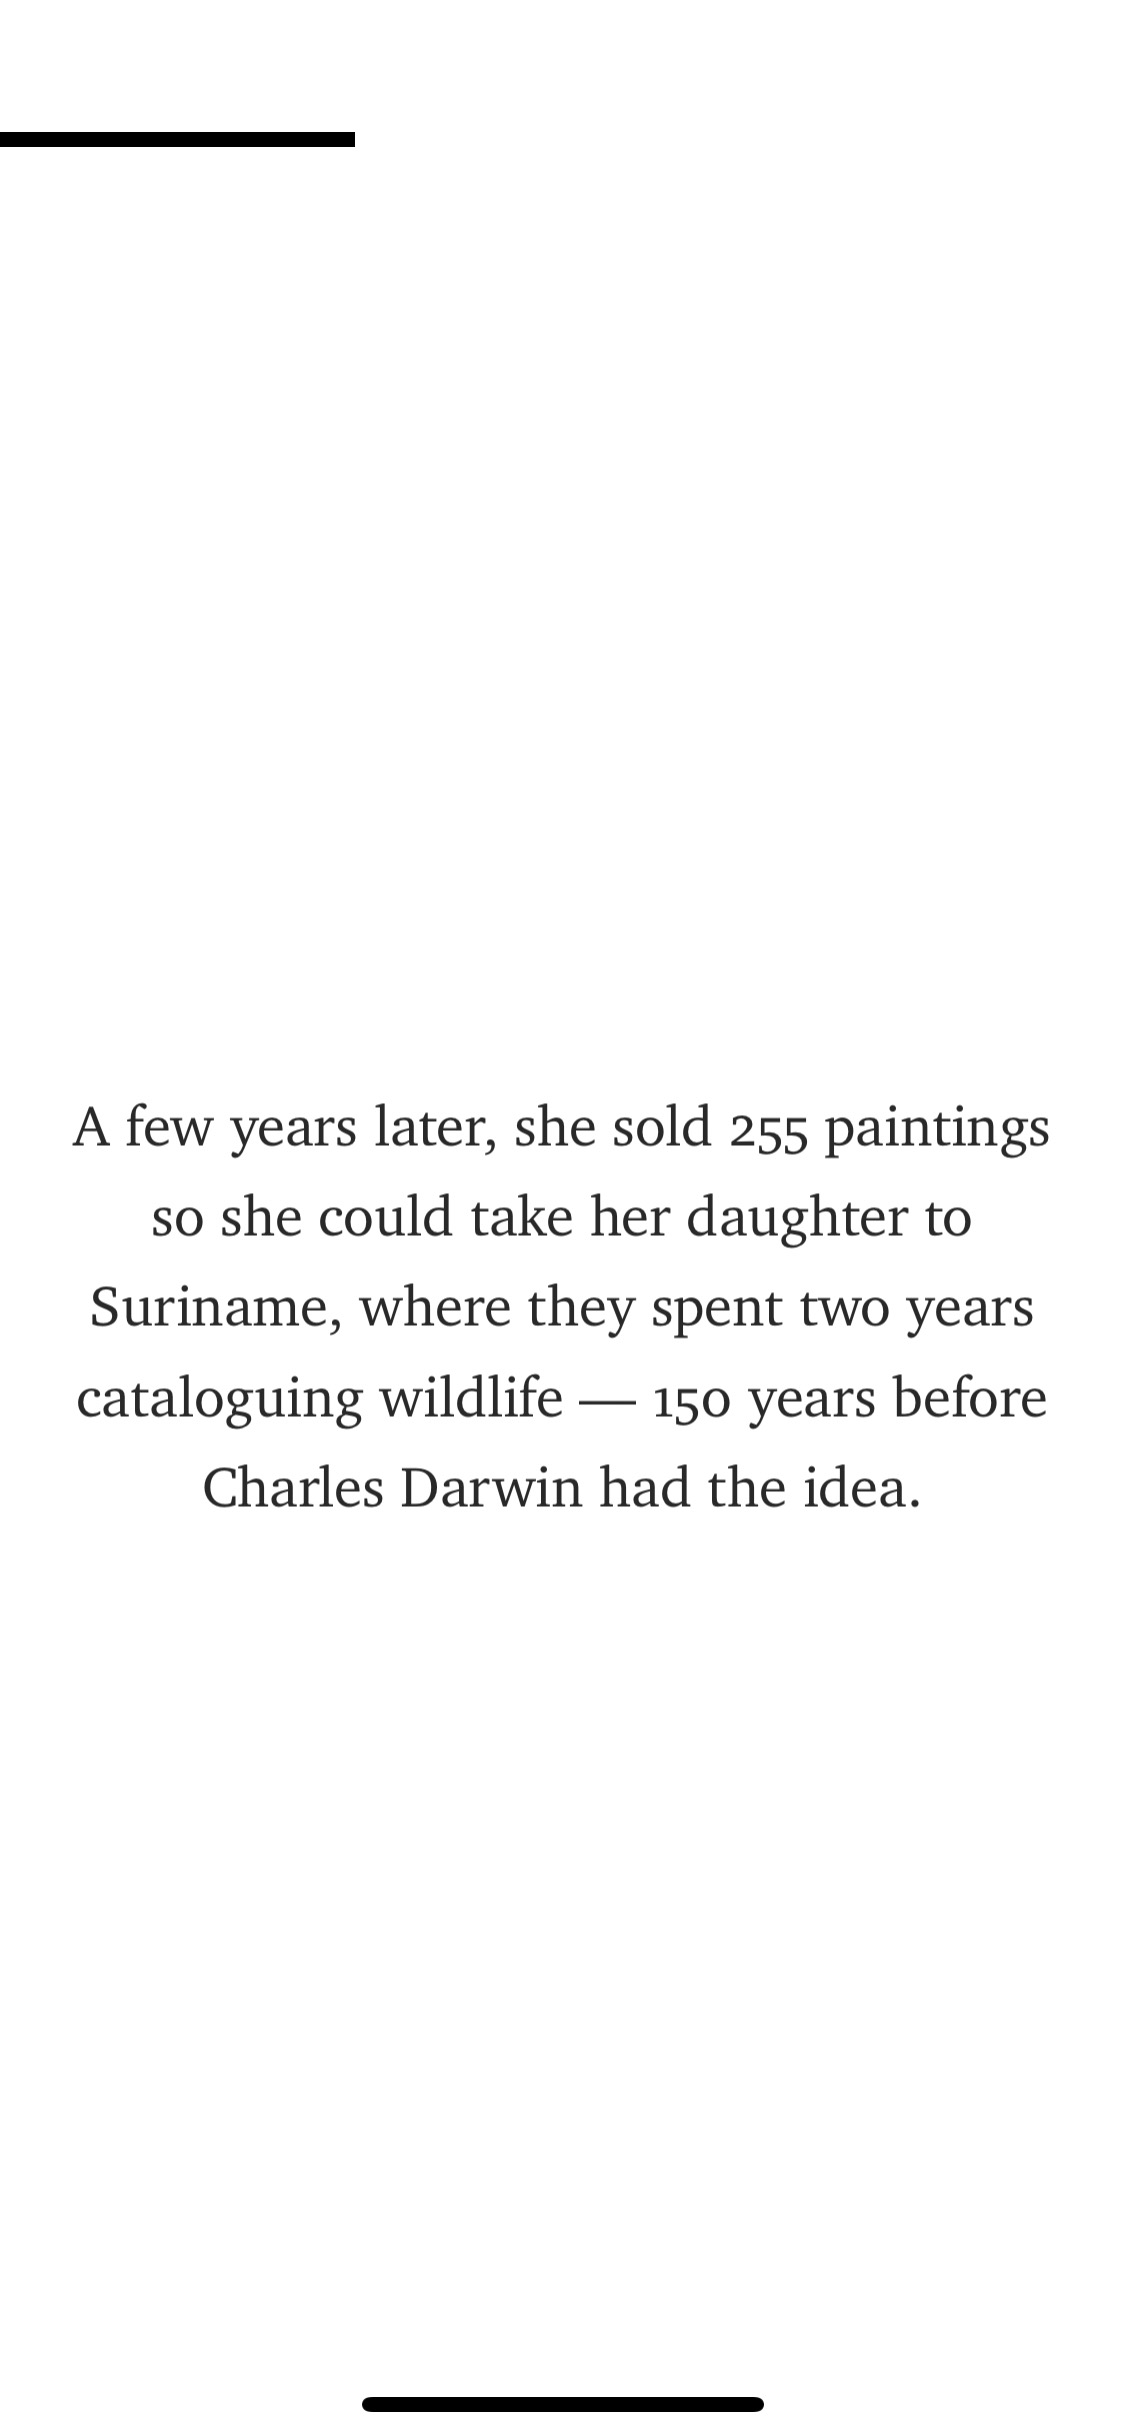 A few years later, she sold 255 paintings
so she could take her daughter to
Suriname, where they spent two years
cataloguing wildlife — 150 years before
Charles Darwin had the idea.